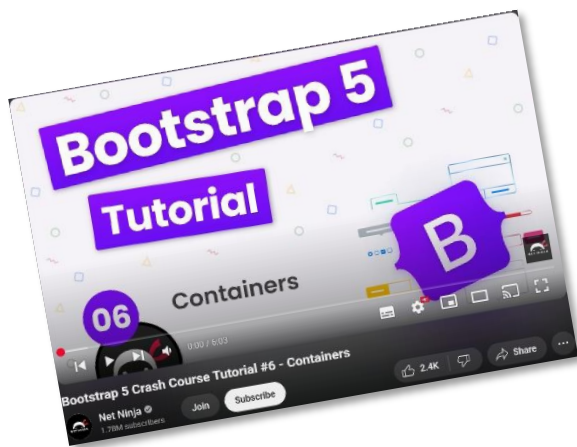 Bootstrap 5
Tutorial
B
06
Containers
0:00 / 6:03
Bootstrap 5 Crash Course Tutorial #6 - Containers
Net Ninja
1.78M subscribers
Join
Subscribe
2.4K
Share